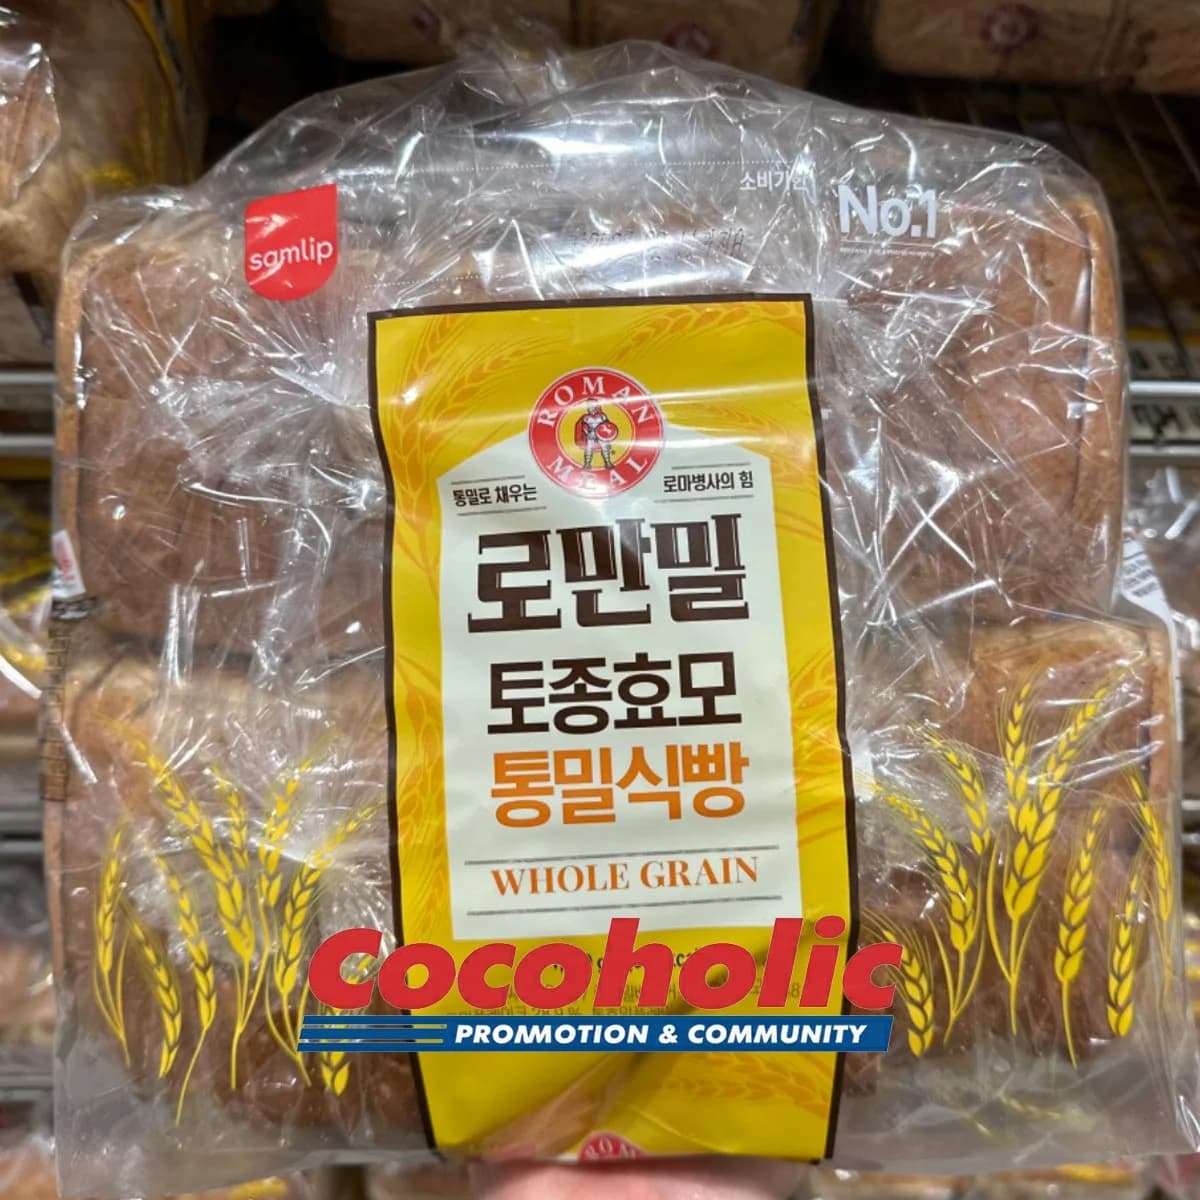 samlip
소비기한
No.1
ROMAN MEAL
통밀로 채우는
로마병사의 힘
로만밀
토종효모
통밀식빵
WHOLE GRAIN
Cocoholic
PROMMOTION & COMMUNITY